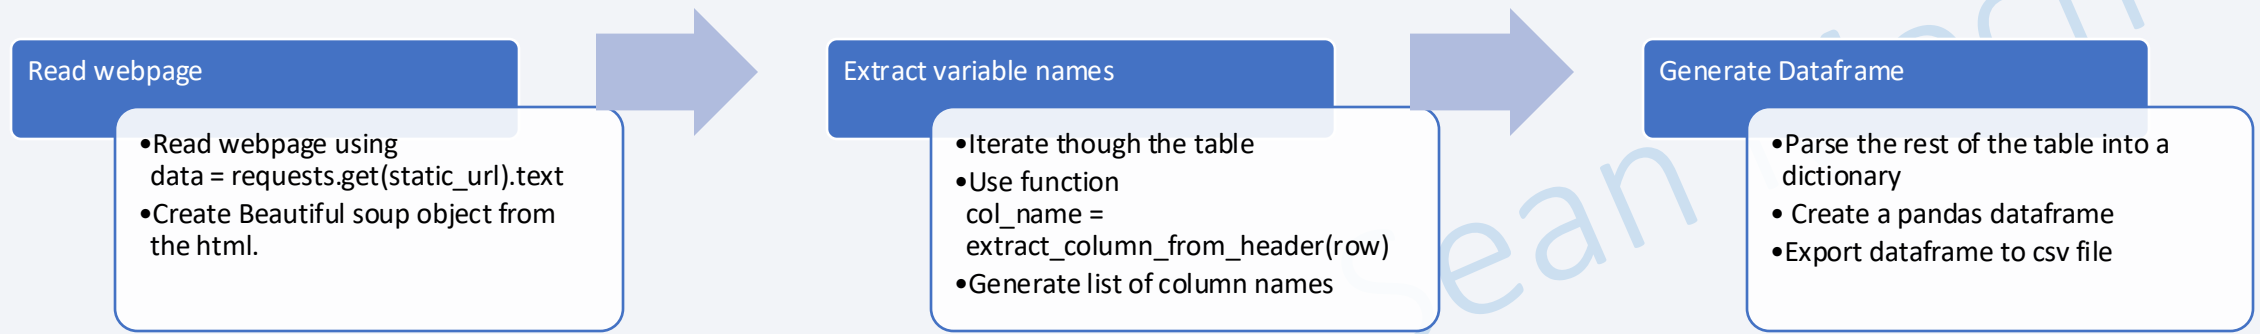 Read webpage
•Read webpage using
data = requests.get(static_url).text
•Create Beautiful soup object from
the html.
Extract variable names
•Iterate though the table
•Use function
col_name =
extract_column_from_header(row)
•Generate list of column names
Generate Dataframe
•Parse the rest of the table into a
dictionary
• Create a pandas dataframe
•Export dataframe to csv file
Sean